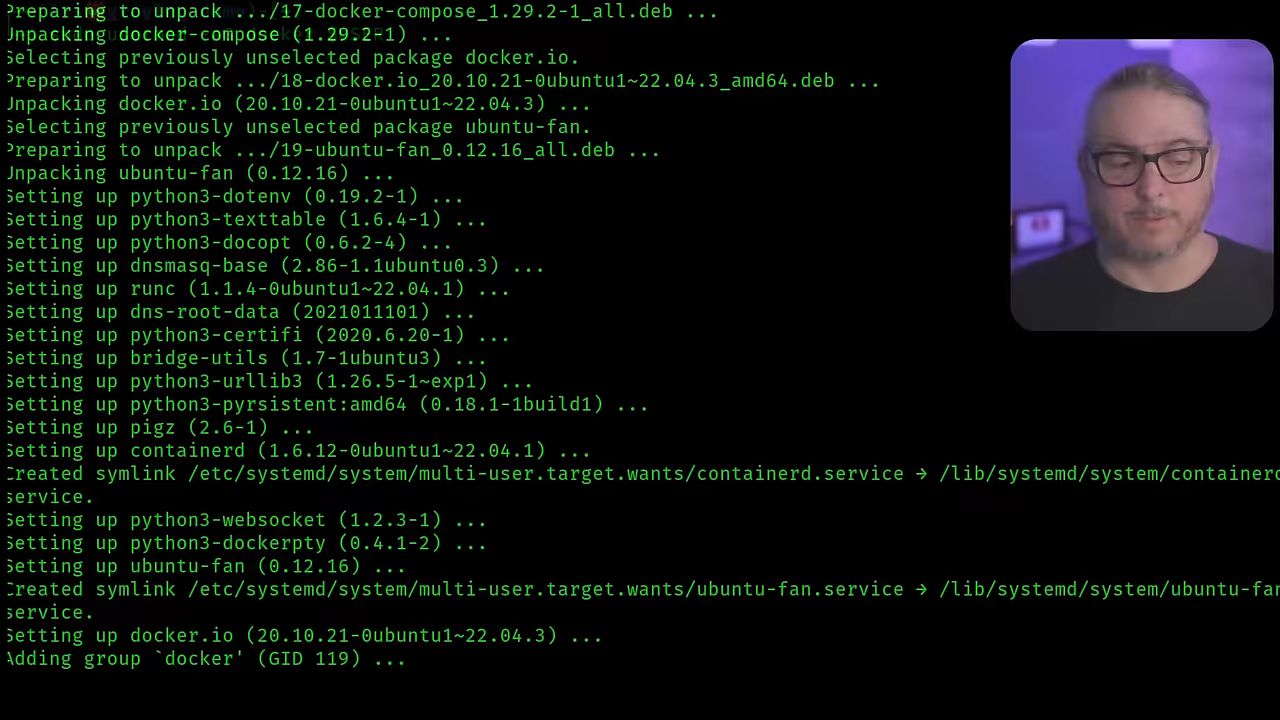 Preparing to unpack .../17-docker-compose_1.29.2-1_all.deb ...
Unpacking docker-compose (1.29.2-1) ...
Selecting previously unselected package docker.io.
Preparing to unpack .../18-docker.io_20.10.21-0ubuntu1~22.04.3_amd64.deb ...
Unpacking docker.io (20.10.21-0ubuntu1~22.04.3) ...
Selecting previously unselected package ubuntu-fan.
Preparing to unpack .../19-ubuntu-fan_0.12.16_all.deb ...
Unpacking ubuntu-fan (0.12.16) ...
Setting up python3-dotenv (0.19.2-1) ...
Setting up python3-texttable (1.6.4-1) ...
Setting up python3-docopt (0.6.2-4) ...
Setting up dnsmasq-base (2.86-1.1ubuntu0.3) ...
Setting up runc (1.1.4-0ubuntu1~22.04.1) ...
Setting up dns-root-data (2021011101) ...
Setting up python3-certifi (2020.6.20-1) ...
Setting up bridge-utils (1.7-1ubuntu3) ...
Setting up python3-urllib3 (1.26.5-1~exp1) ...
Setting up python3-pyrsistent:amd64 (0.18.1-1build1) ...
Setting up pigz (2.6-1) ...
Setting up containerd (1.6.12-0ubuntu1~22.04.1) ...
Created symlink /etc/systemd/system/multi-user.target.wants/containerd.service → /lib/systemd/system/containerd
service.
Setting up python3-websocket (1.2.3-1) ...
Setting up python3-dockerpty (0.4.1-2) ...
Setting up ubuntu-fan (0.12.16) ...
Created symlink /etc/systemd/system/multi-user.target.wants/ubuntu-fan.service → /lib/systemd/system/ubuntu-fan
service.
Setting up docker.io (20.10.21-0ubuntu1~22.04.3) ...
Adding group `docker' (GID 119) ...